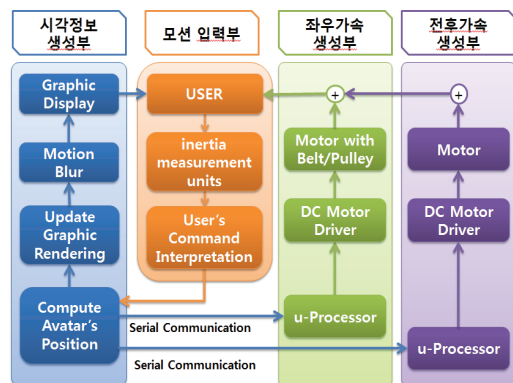 시각정보
생성부
모션 입력부
좌우가속
생성부
전후가속
생성부
Graphic
Display
Motion
Blur
Update
Graphic
Rendering
Compute
Avatar's
Position
USER
inertia
measurement
units
User's
Command
Interpretation
+
Motor with
Belt/Pulley
DC Motor
Driver
u-Processor
+
Motor
DC Motor
Driver
u-Processor
Serial Communication
Serial Communication